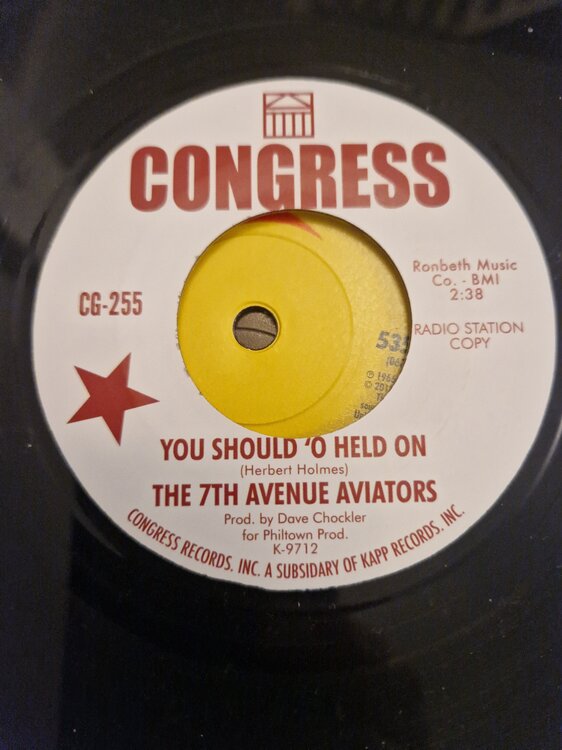 CONGRESS
CG-255
Ronbeth Music
Co. - BMI
2:38
RADIO STATION
COPY
YOU SHOULD 'O HELD ON
(Herbert Holmes)
THE 7TH AVENUE AVIATORS
Prod. by Dave Chockler
for Philtown Prod.
K-9712
CONGRESS RECORDS, INC. A SUBSIDARY OF KAPP RECORDS, INC.